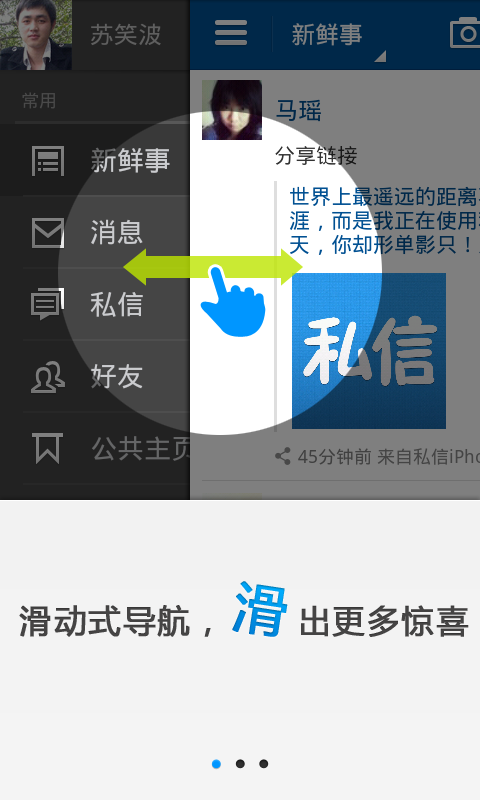 苏笑波
新鲜事
常用
马瑶
新鲜事
分享链接
世界上最遥远的距离
涯，而是我正在使用
消息
天，你却形单影只！
私信
私信
好友
公共主页
45分钟前 来自私信iPho
滑动式导航，滑出更多惊喜